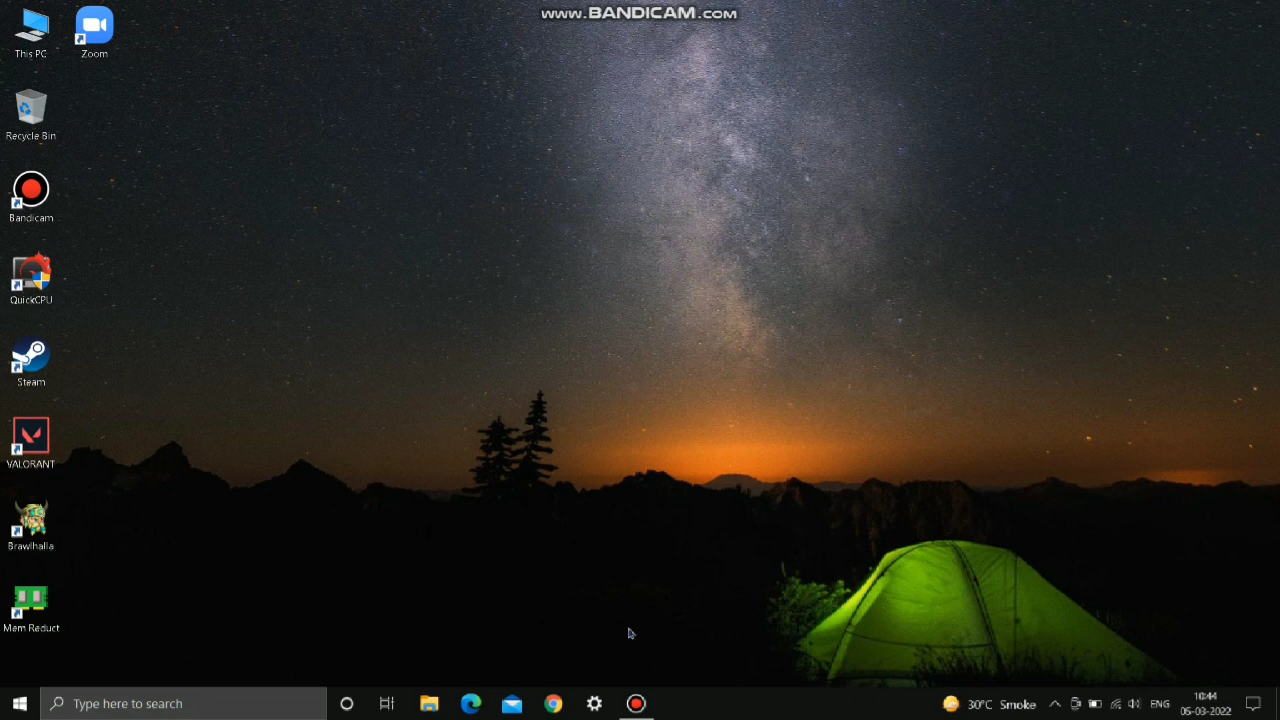 www.BANDICAM.com
This PC
Zoom
Recycle Bin
Bandicam
QuickCPU
Steam
VALORANT
Brawlhalla
Mem Reduct
Type here to search
30°C Smoke
ENG
10:44
06-03-2022